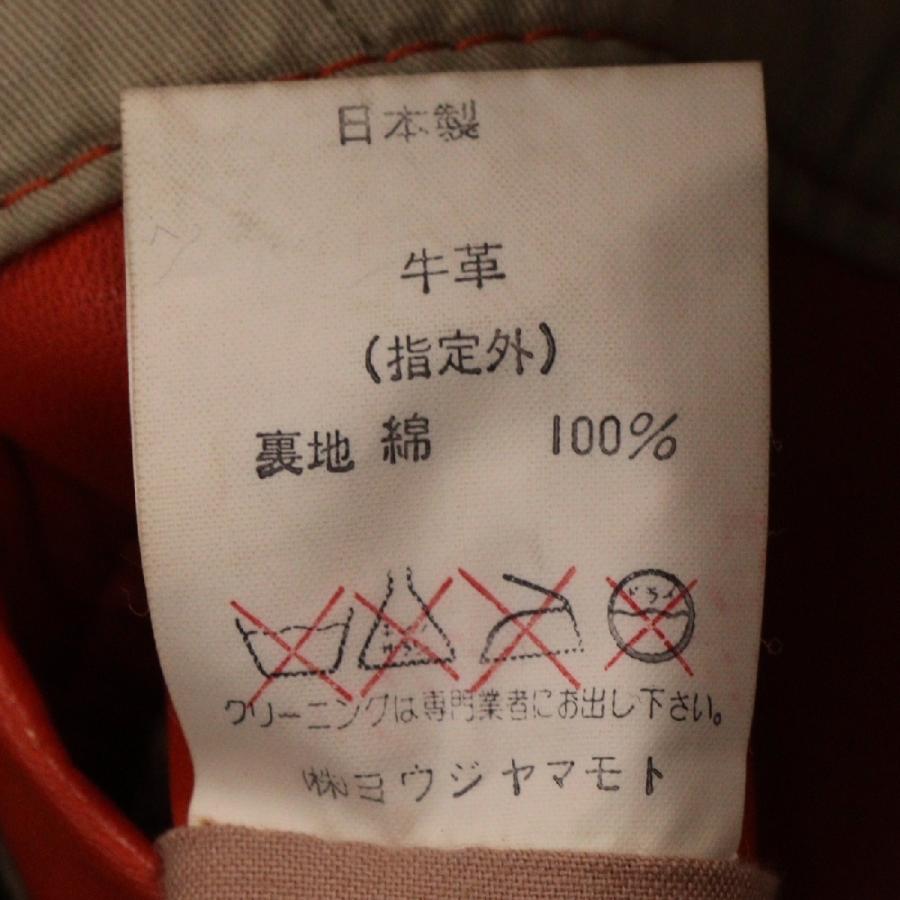 日本製
牛革
(指定外)
裏地 綿 100%
ドライ
クリーニングは専門業者にお出し下さい。
㈱ヨウジヤマモト